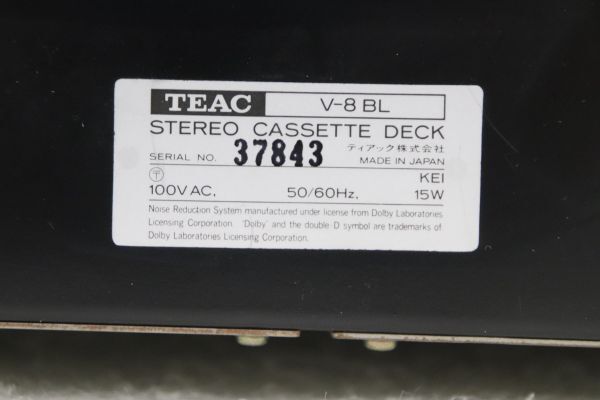 TEAC V-8 BL
STEREO CASSETTE DECK
ティアック株式会社
SERIAL NO. 37843 MADE IN JAPAN
〒 KEI
100V AC, 50/60Hz, 15W
Noise Reduction System manufactured under license from Dolby Laboratories
Licensing Corporation. 'Dolby' and the double-D symbol are trademarks of
Dolby Laboratories Licensing Corporation.